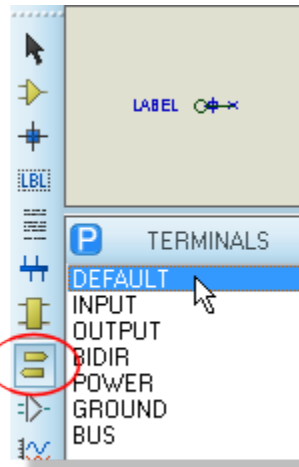 LABEL
LBL
P TERMINALS
DEFAULT
INPUT
OUTPUT
BIDIR
POWER
GROUND
BUS